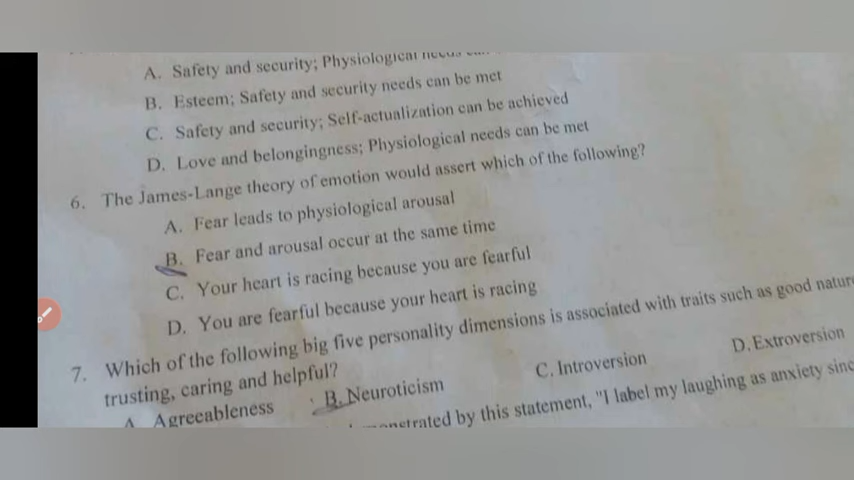 A. Safety and security; Physiological needs can
B. Esteem; Safety and security needs can be met
C. Safety and security; Self-actualization can be achieved
D. Love and belongingness; Physiological needs can be met
6. The James-Lange theory of emotion would assert which of the following?
A. Fear leads to physiological arousal
B. Fear and arousal occur at the same time
C. Your heart is racing because you are fearful
D. You are fearful because your heart is racing
7. Which of the following big five personality dimensions is associated with traits such as good nature
trusting, caring and helpful?
A. Agreeableness B. Neuroticism C. Introversion D. Extroversion
by this statement, "I label my laughing as anxiety sinc